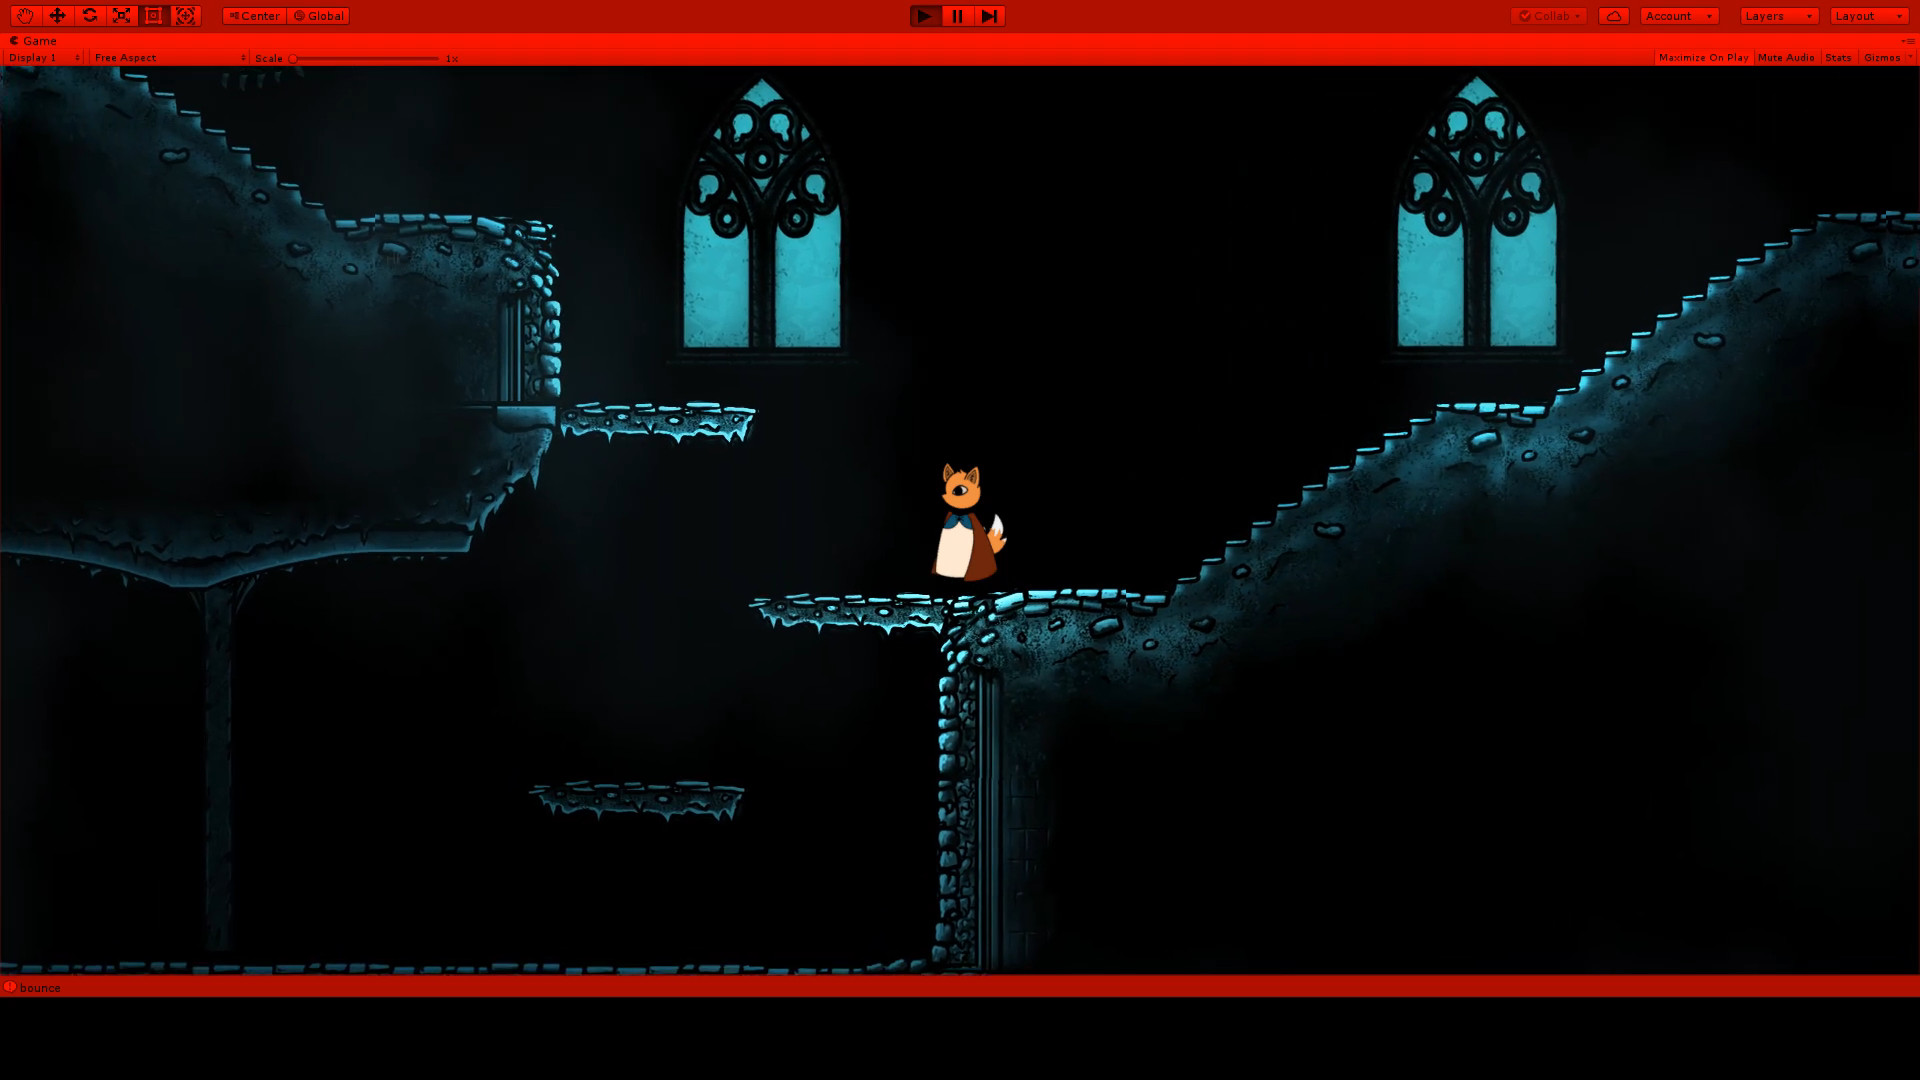 Center Global Collab Account Layers Layout
Game
Display 1 Free Aspect Scale 1x Maximize On Play Mute Audio Stats Gizmos
bounce